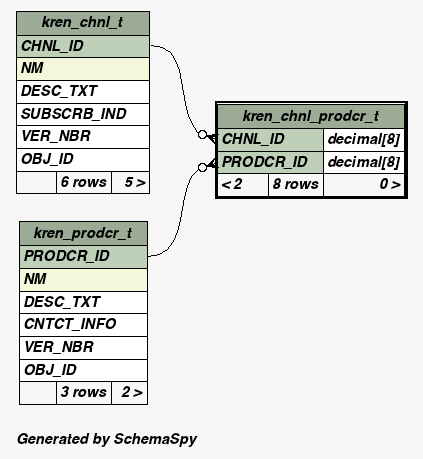 kren_chnl_t
CHNL_ID
NM
DESC_TXT
SUBSCRB_IND
VER_NBR
OBJ_ID
6 rows 5 >
kren_chnl_prodcr_t
CHNL_ID decimal[8]
PRODCR_ID decimal[8]
< 2 8 rows 0 >
kren_prodcr_t
PRODCR_ID
NM
DESC_TXT
CNTCT_INFO
VER_NBR
OBJ_ID
3 rows 2 >
Generated by SchemaSpy